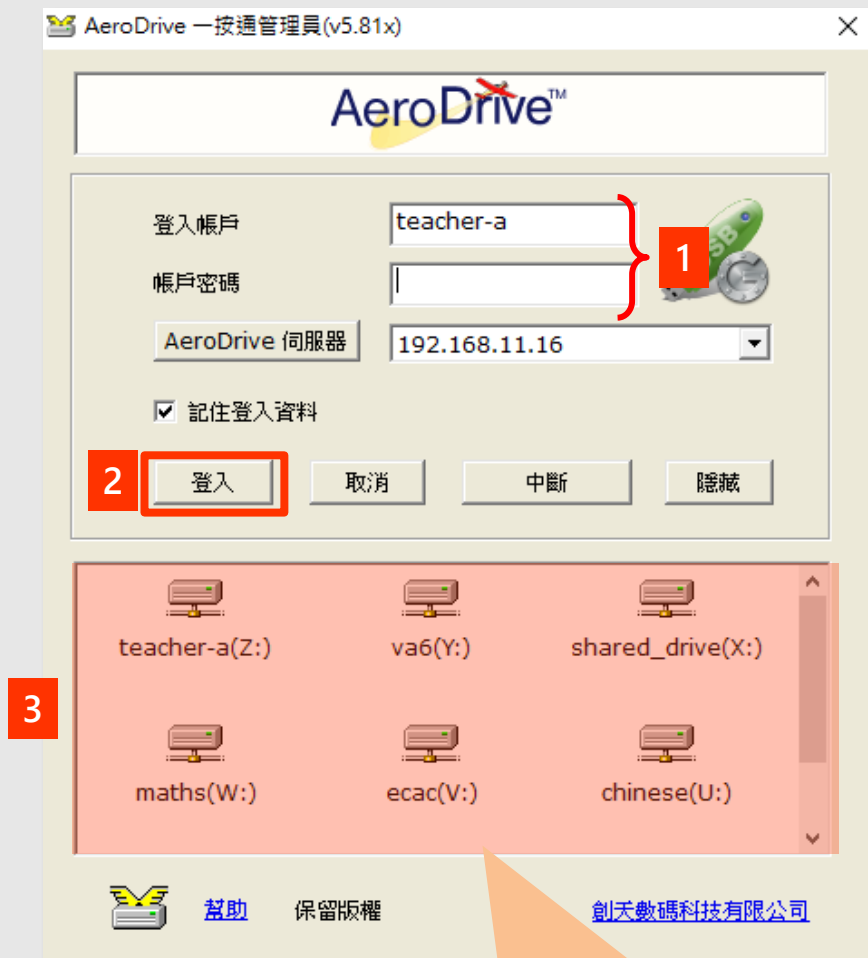 AeroDrive 一按通管理員(v5.81x)
AeroDrive™
登入帳戶 teacher-a
1
USB
帳戶密碼
AeroDrive 伺服器 192.168.11.16
記住登入資料
2 登入 取消 中斷 隱藏
teacher-a(Z:) va6(Y:) shared_drive(X:)
3
maths(W:) ecac(V:) chinese(U:)
幫助 保留版權 創天數碼科技有限公司